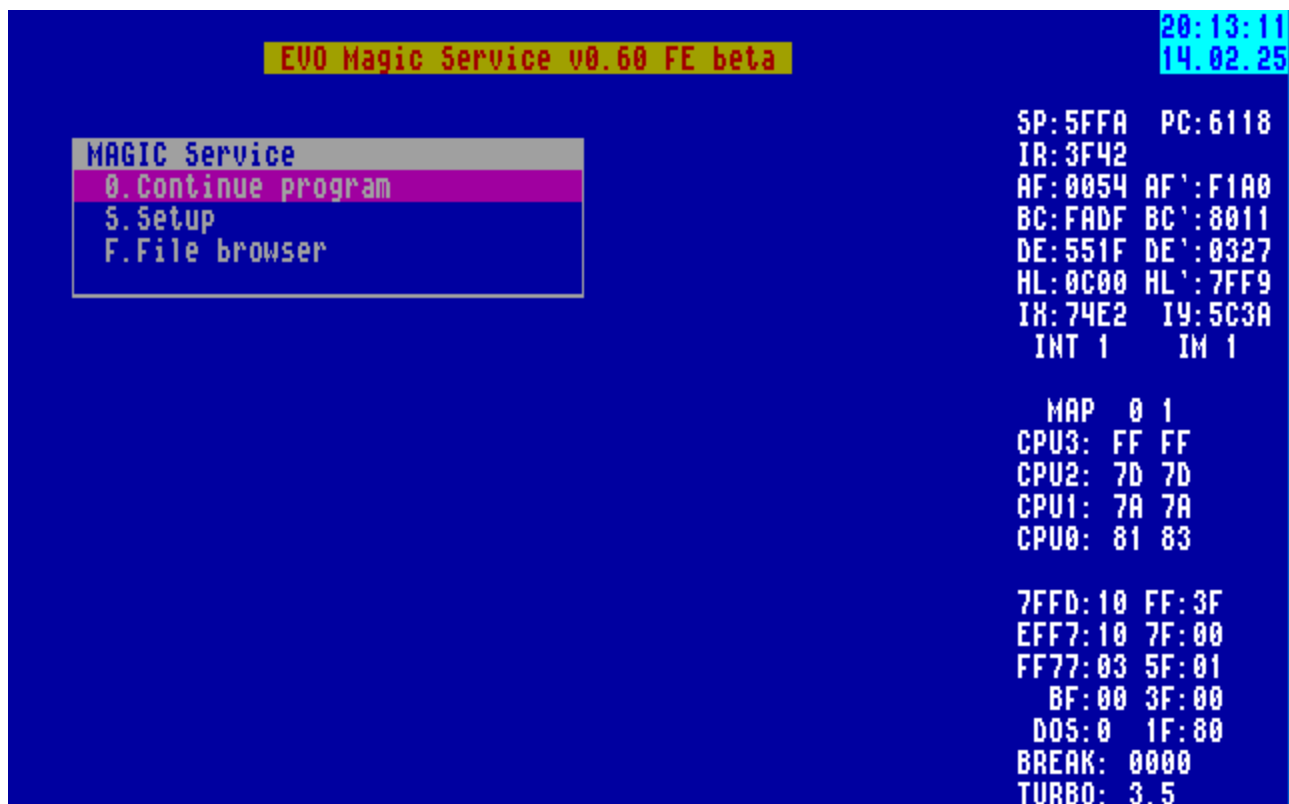 20:13:11
EVO Magic Service v0.60 FE beta 14.02.25
SP:5FFA PC:6118
MAGIC Service IR:3F42
0.Continue program AF:0054 AF':F1A0
S.Setup BC:FADF BC':8011
F.File browser DE:551F DE':0327
HL:0C00 HL':7FF9
IX:74E2 IY:5C3A
INT 1 IM 1
MAP 0 1
CPU3: FF FF
CPU2: 7D 7D
CPU1: 7A 7A
CPU0: 81 83
7FFD:10 FF:3F
EFF7:10 7F:00
FF77:03 5F:01
BF:00 3F:00
DOS:0 1F:80
BREAK: 0000
TURBO: 3.5